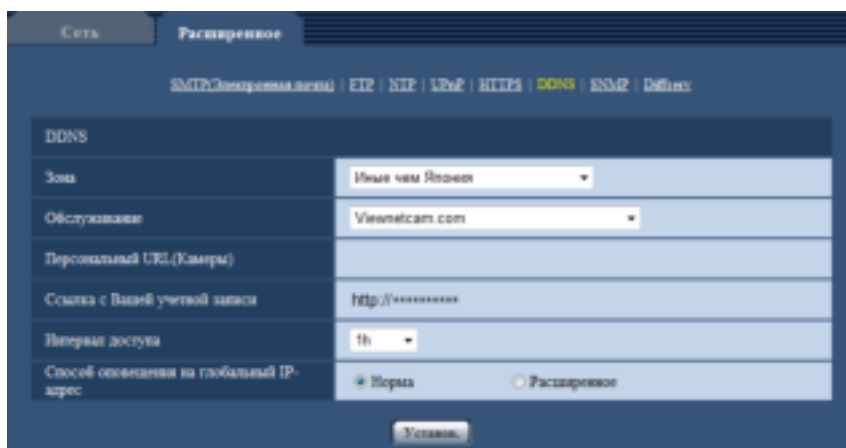 Сеть Расширенное
SMTP(Электронная почта) | FTP | NTP | UPnP | HTTPS | DDNS | SNMP | Diffserv
DDNS
Зона Иные чем Япония
Обслуживание Viewnetcam.com
Персональный URL(Камеры)
Ссылка с Вашей учетной записи http://**********
Интервал доступа 1h
Способ оповещения на глобальный IP-
адрес Норма Расширенное
Установ.